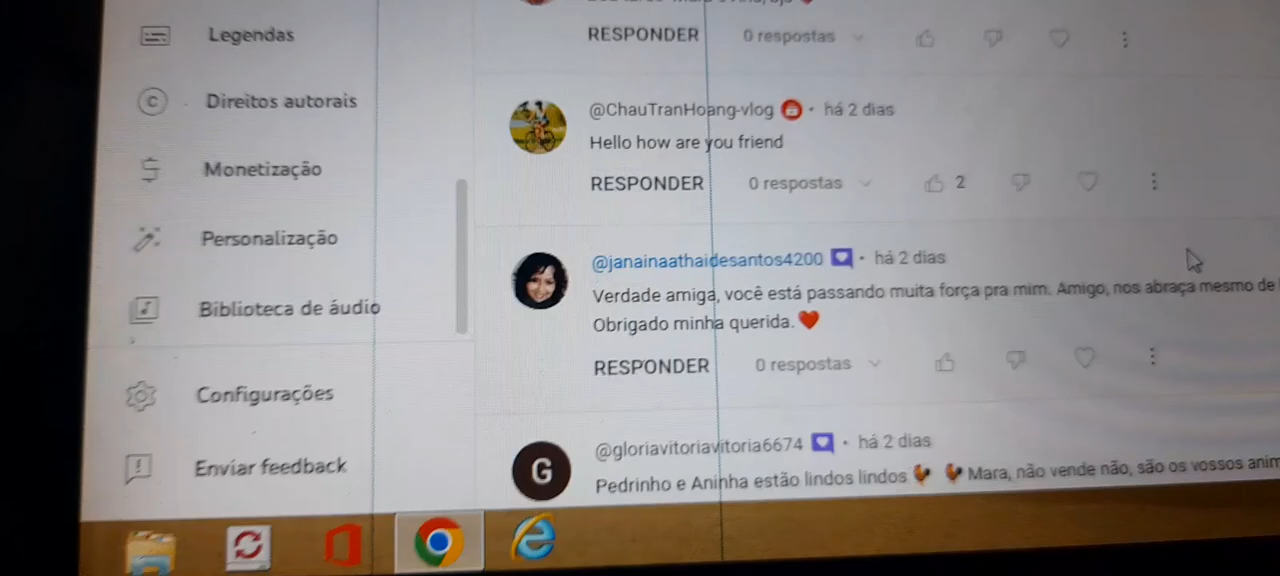 Legendas
Direitos autorais
Monetização
Personalização
Biblioteca de áudio
Configurações
Enviar feedback
RESPONDER 0 respostas
@ChauTranHoang-vlog • há 2 dias
Hello how are you friend
RESPONDER 0 respostas 2
@janainaathaidesantos4200 • há 2 dias
Verdade amiga, você está passando muita força pra mim. Amigo, nos abraça mesmo de
Obrigado minha querida. ❤️
RESPONDER 0 respostas
G @gloriavitoriavitoria6674 • há 2 dias
Pedrinho e Aninha estão lindos lindos 🐓 🐓 Mara, não vende não, são os vossos